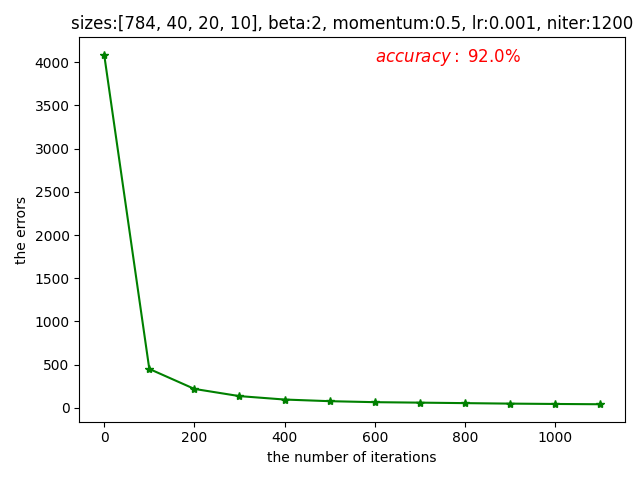 sizes:[784, 40, 20, 10], beta:2, momentum:0.5, lr:0.001, niter:1200
accuracy: 92.0%
4000
3500
3000
2500
2000
1500
1000
500
0
the errors
0 200 400 600 800 1000
the number of iterations